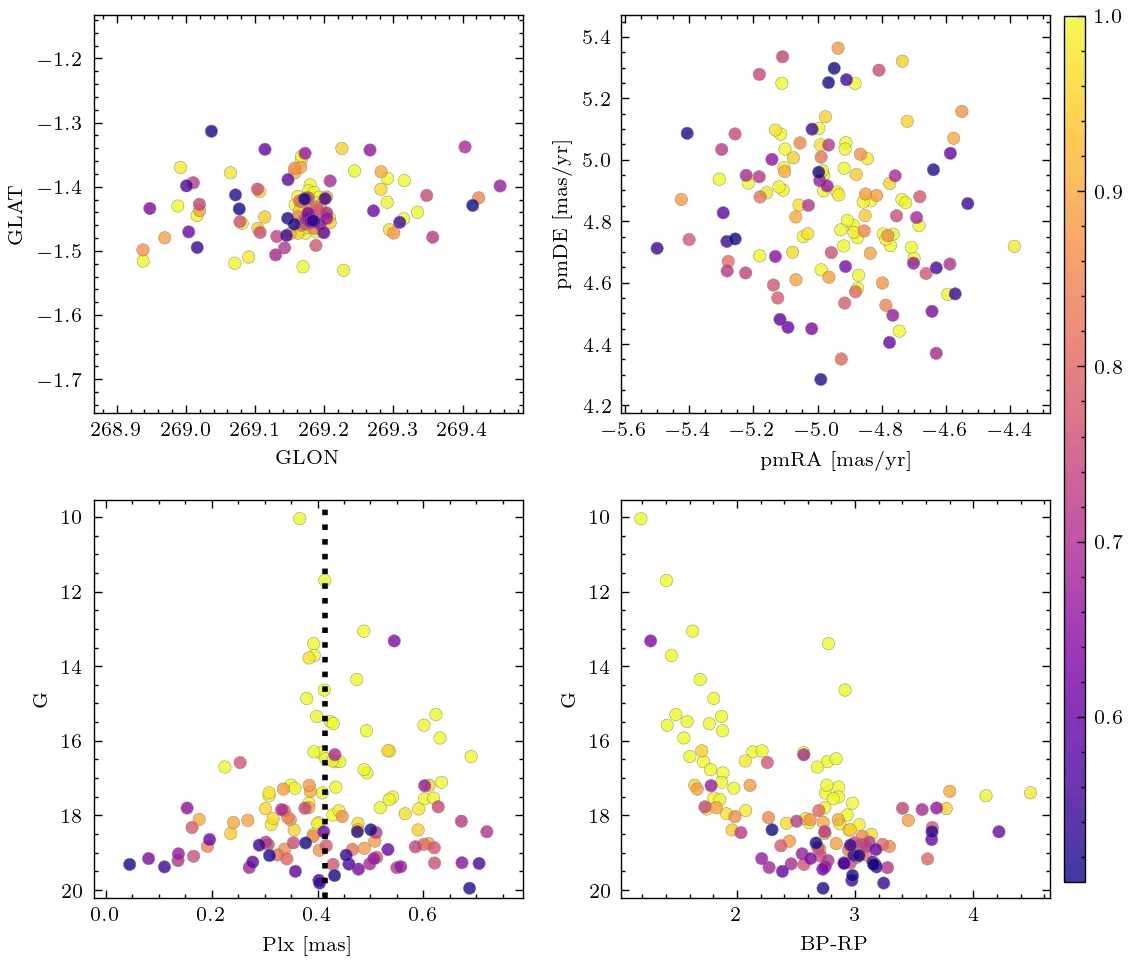 −1.2
−1.3
−1.4
−1.5
−1.6
−1.7
GLAT
268.9 269.0 269.1 269.2 269.3 269.4
GLON
5.4
5.2
5.0
4.8
4.6
4.4
4.2
pmDE [mas/yr]
−5.6 −5.4 −5.2 −5.0 −4.8 −4.6 −4.4
pmRA [mas/yr]
1.0
0.9
0.8
0.7
0.6
10
12
14
16
18
20
G
0.0 0.2 0.4 0.6
Plx [mas]
10
12
14
16
18
20
G
2 3 4
BP-RP